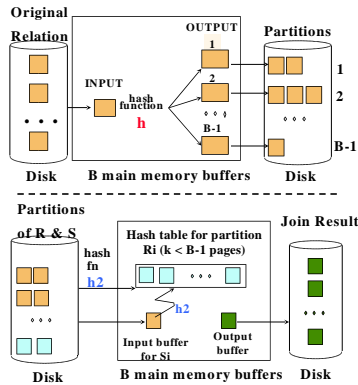 Original
Relation
OUTPUT
Partitions
1
INPUT
2
hash
function
h
B-1
1
2
B-1
Disk
B main memory buffers
Disk
Partitions
of R & S
Join Result
hash
fn
h2
Hash table for partition
Ri (k < B-1 pages)
h2
Input buffer
for Si
Output
buffer
Disk
B main memory buffers
Disk